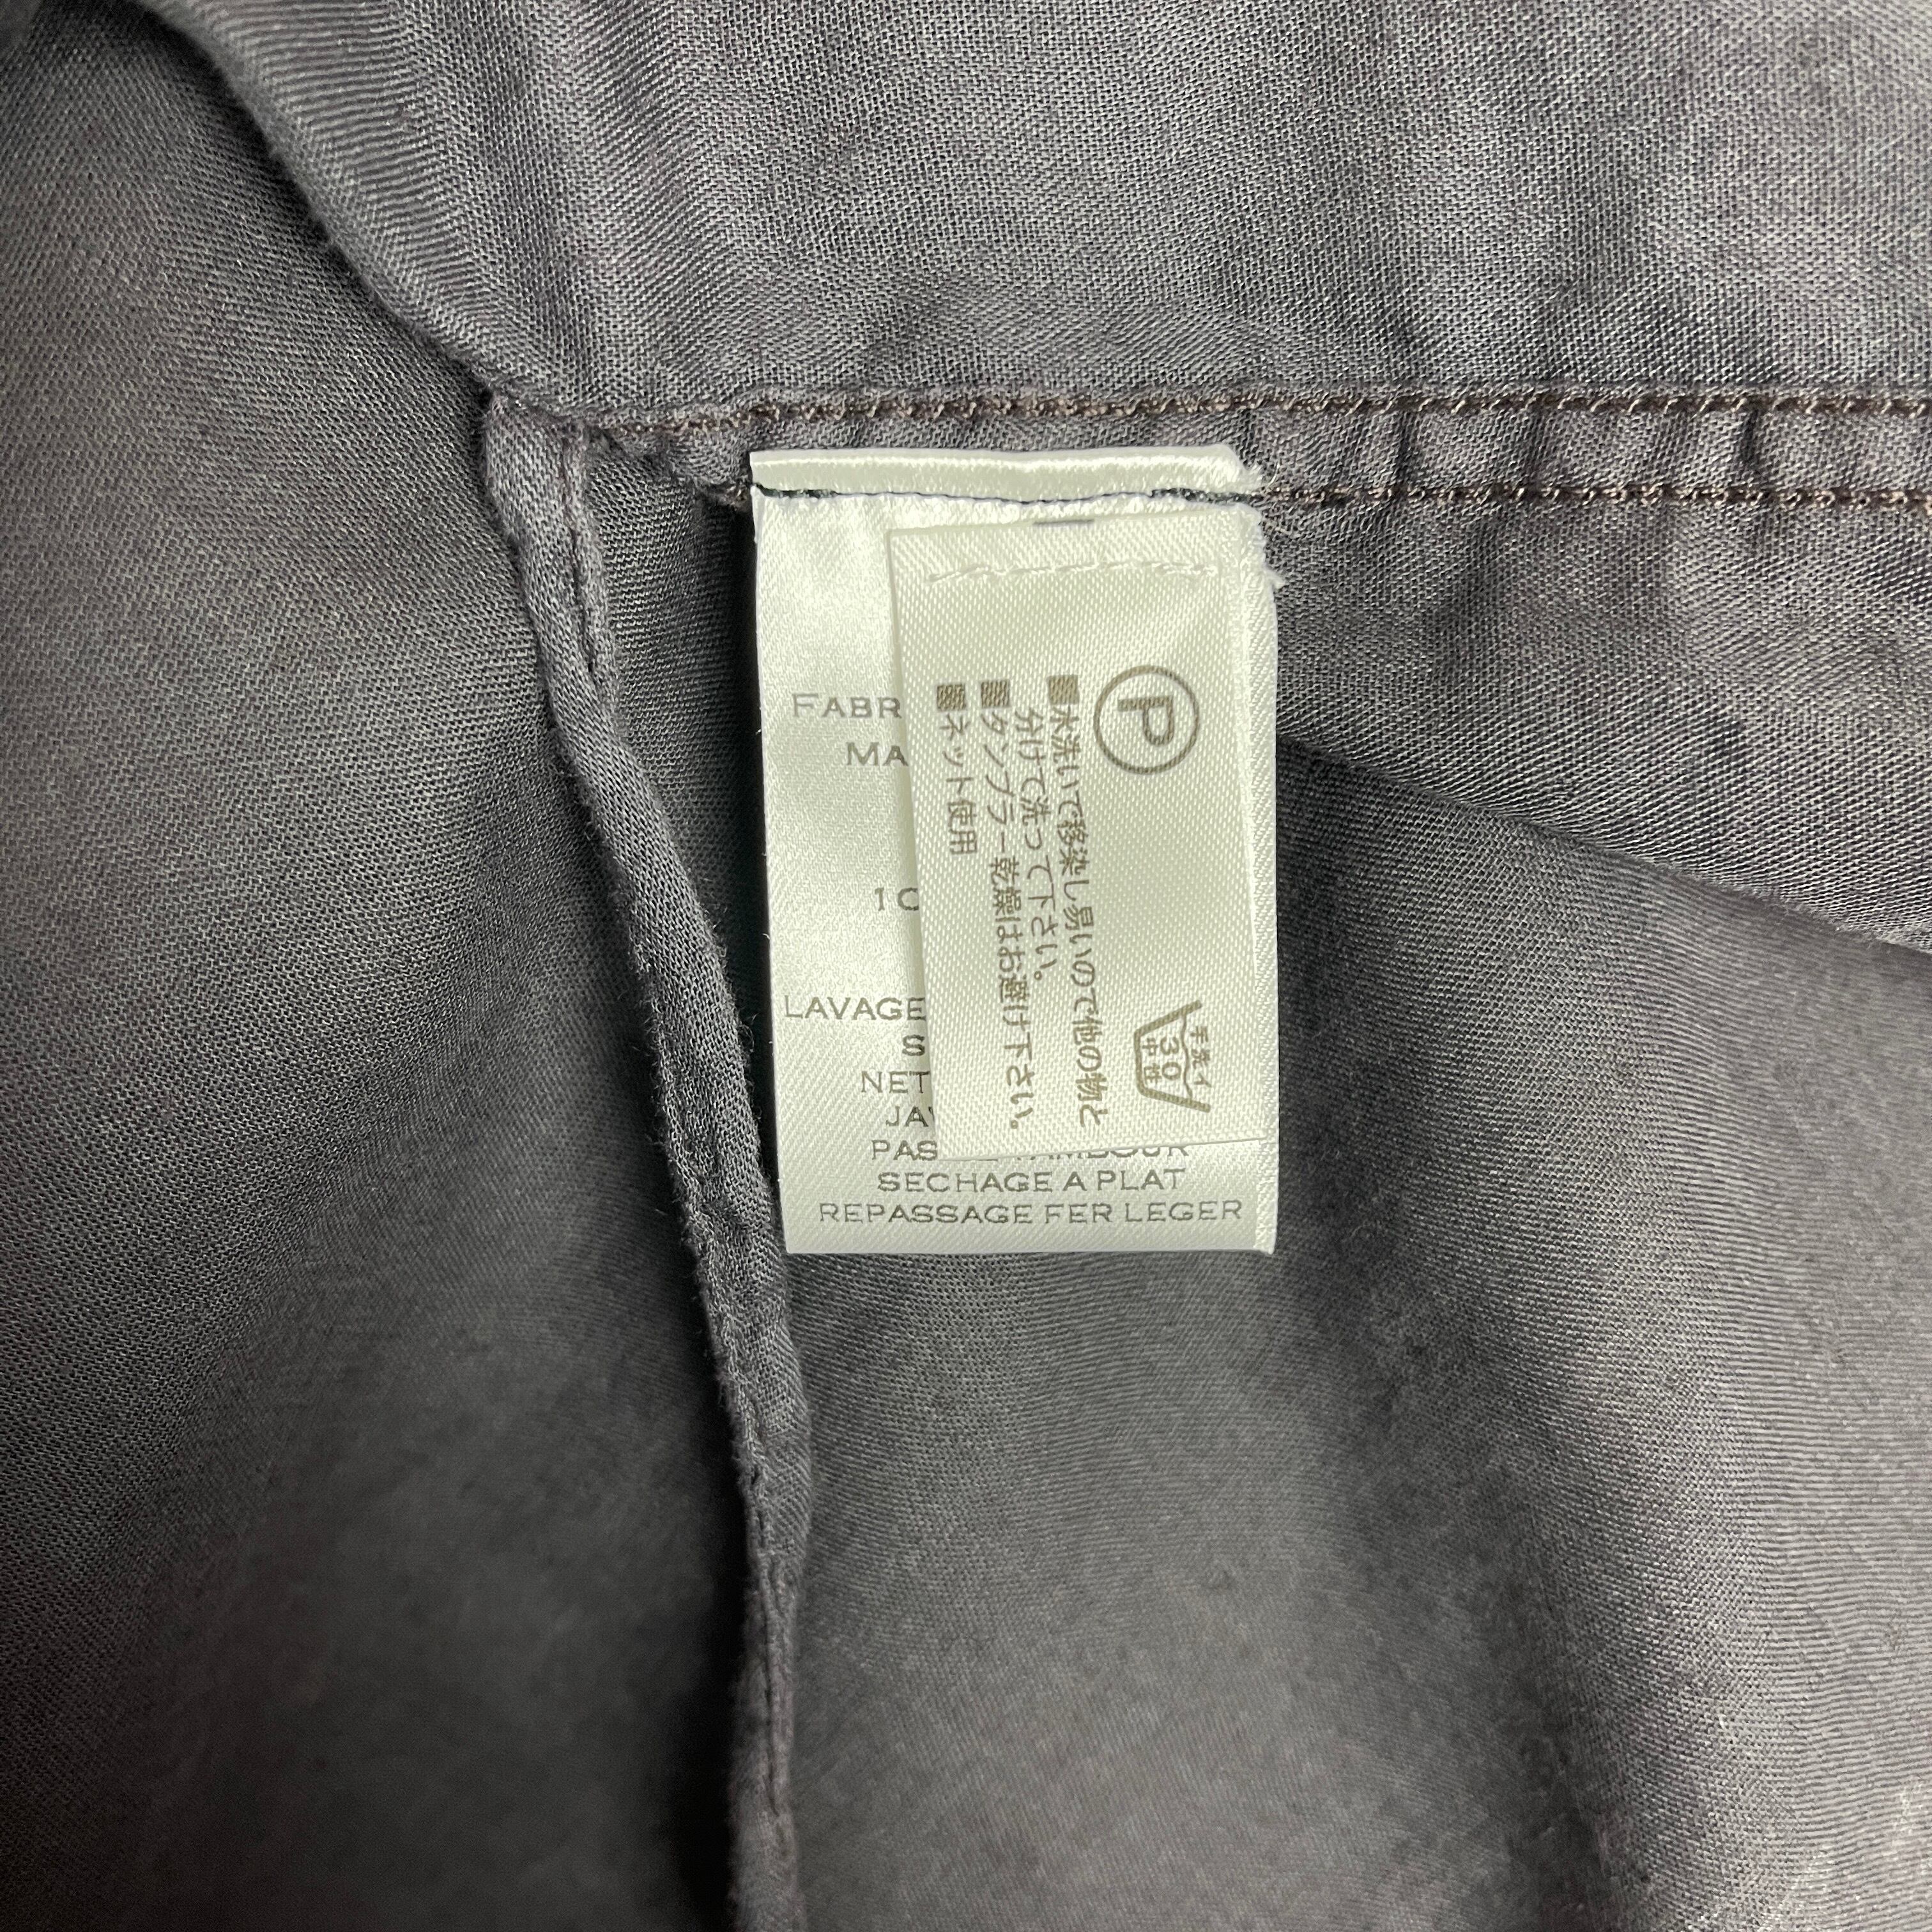 FABR
MA
10
LAVAGE
S
NET
JA
PAS
SECHAGE A PLAT
REPASSAGE FER LEGER
P
手洗イ
30
中性
■水洗いで移染し易いので他の物と
分けて洗って下さい。
■タンブラー乾燥はお避け下さい。
■ネット使用